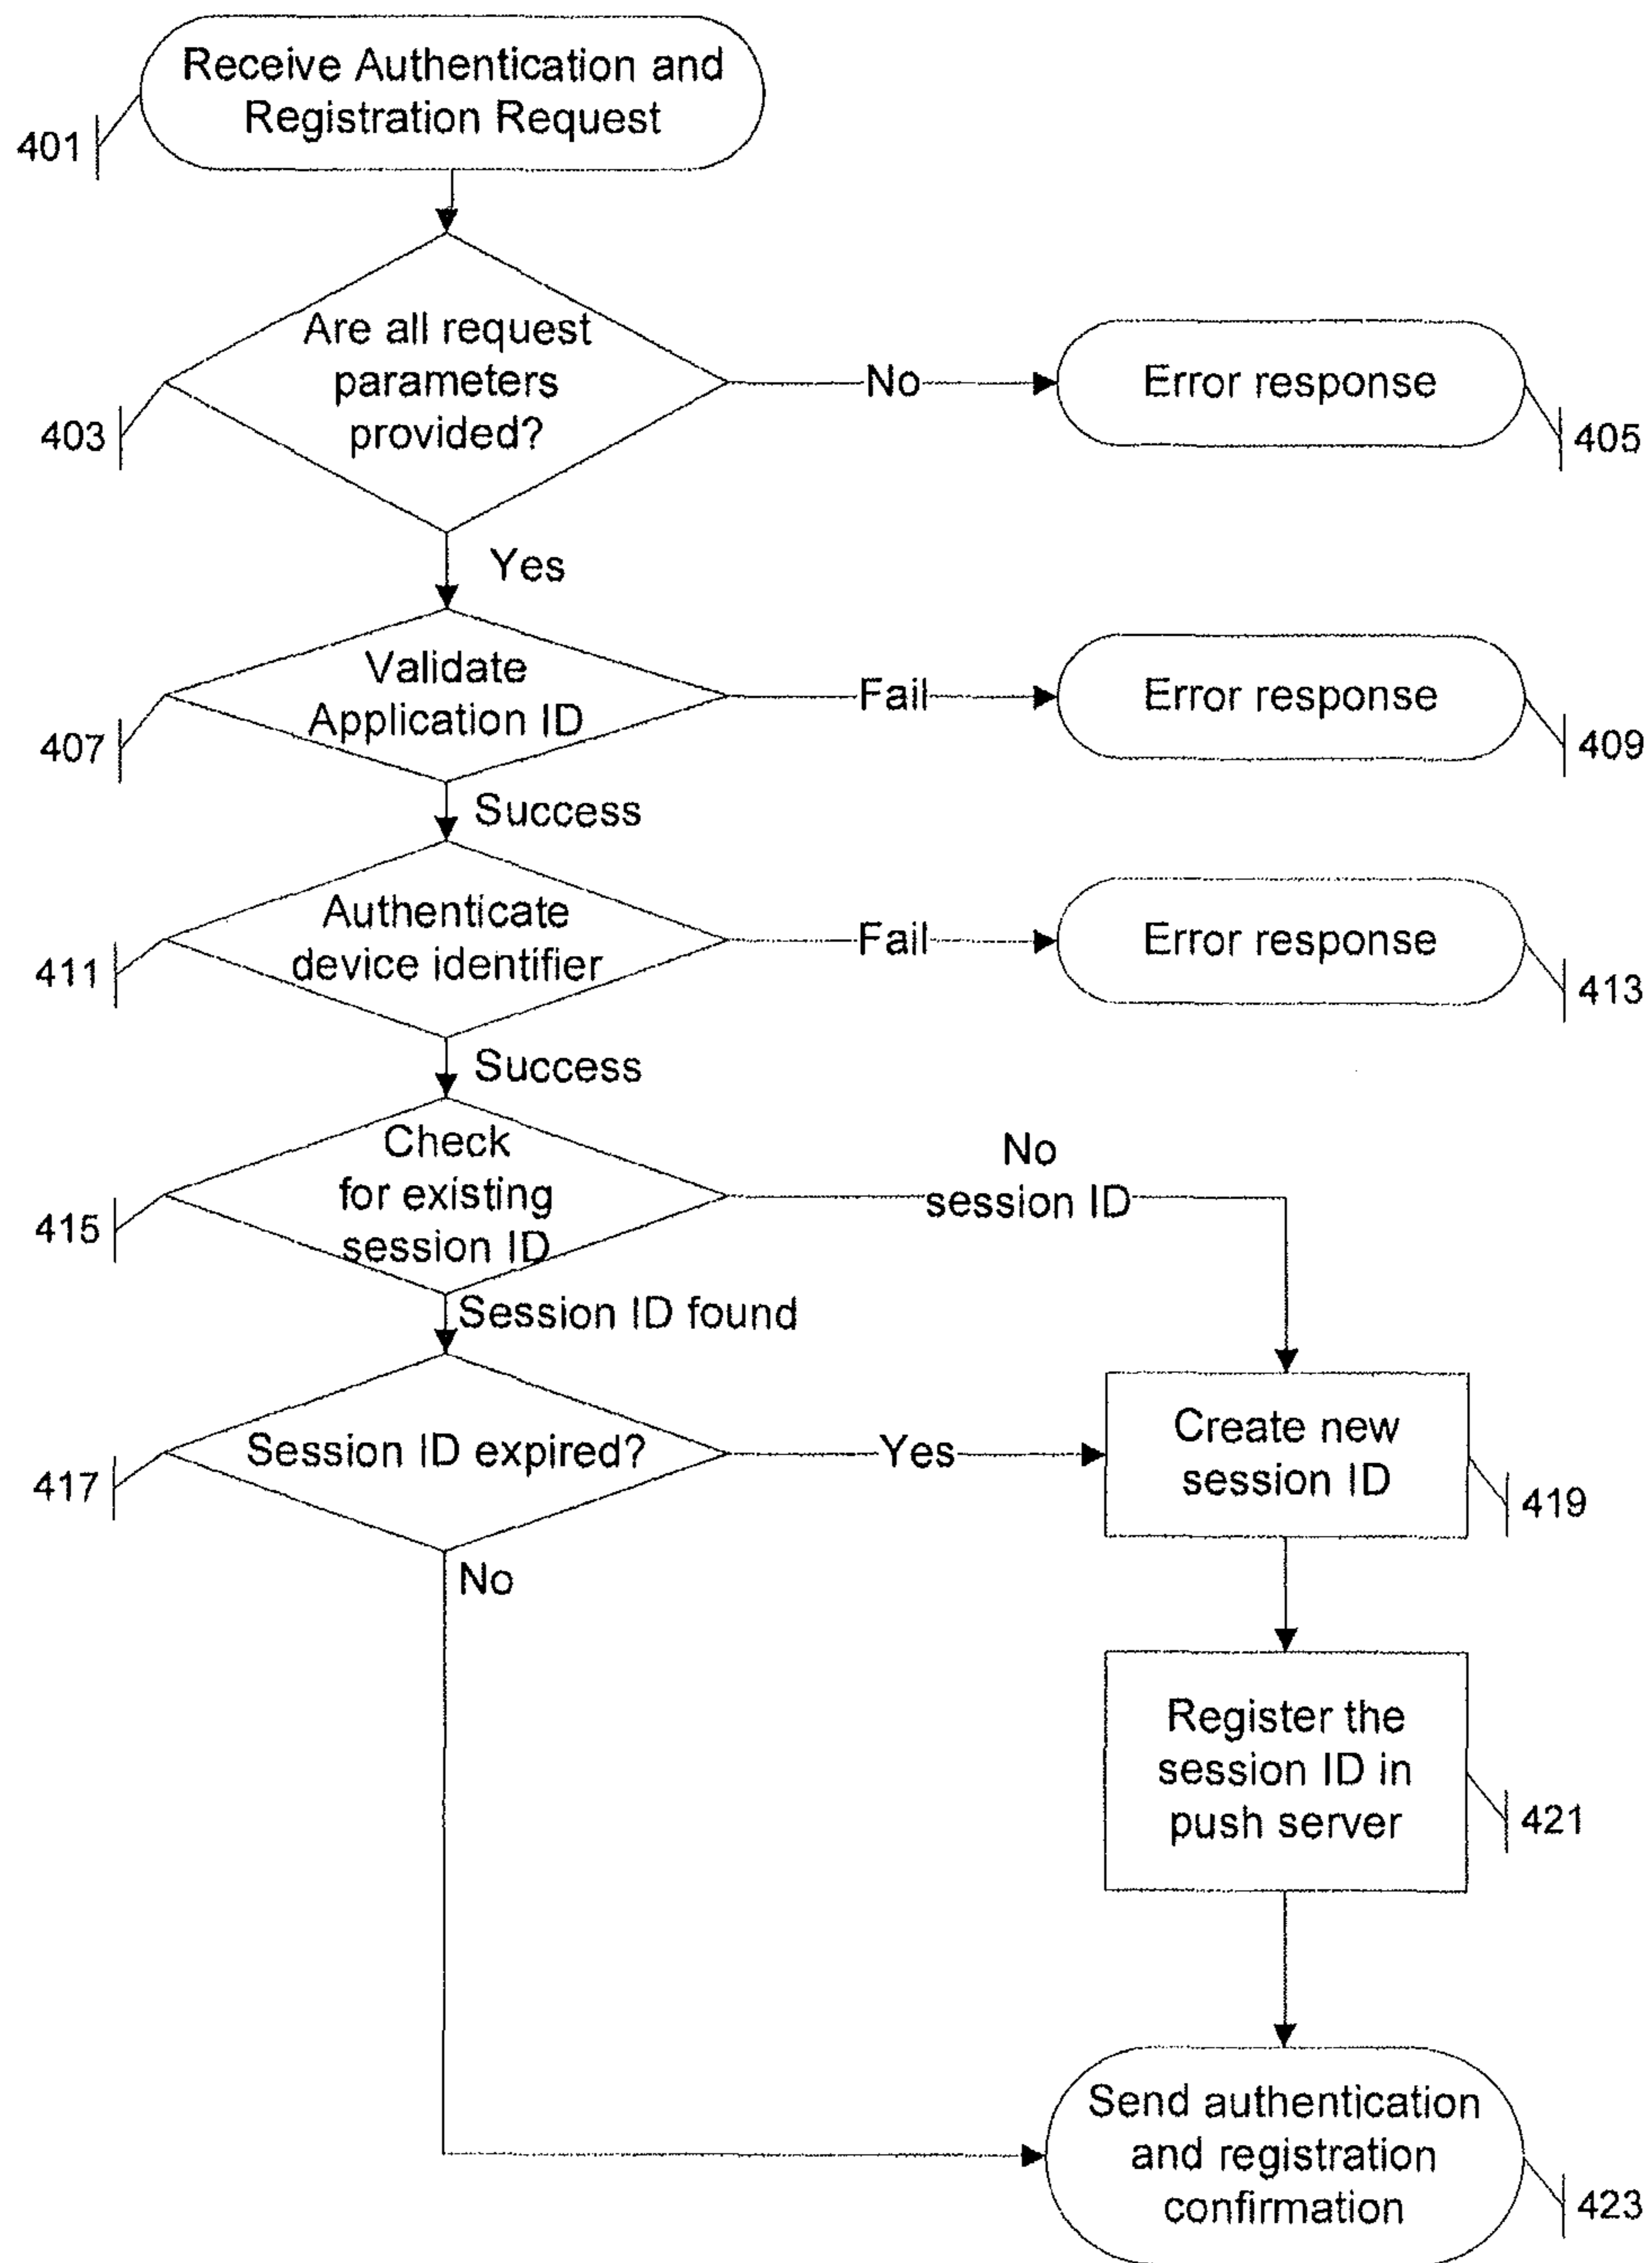 Receive Authentication and
Registration Request
401
Are all request
parameters
provided?
403
No
Error response
405
Yes
Validate
Application ID
407
Fail
Error response
409
Success
Authenticate
device identifier
411
Fail
Error response
413
Success
Check
for existing
session ID
415
No
session ID
Session ID found
Session ID expired?
417
Yes
Create new
session ID
419
No
Register the
session ID in
push server
421
Send authentication
and registration
confirmation
423